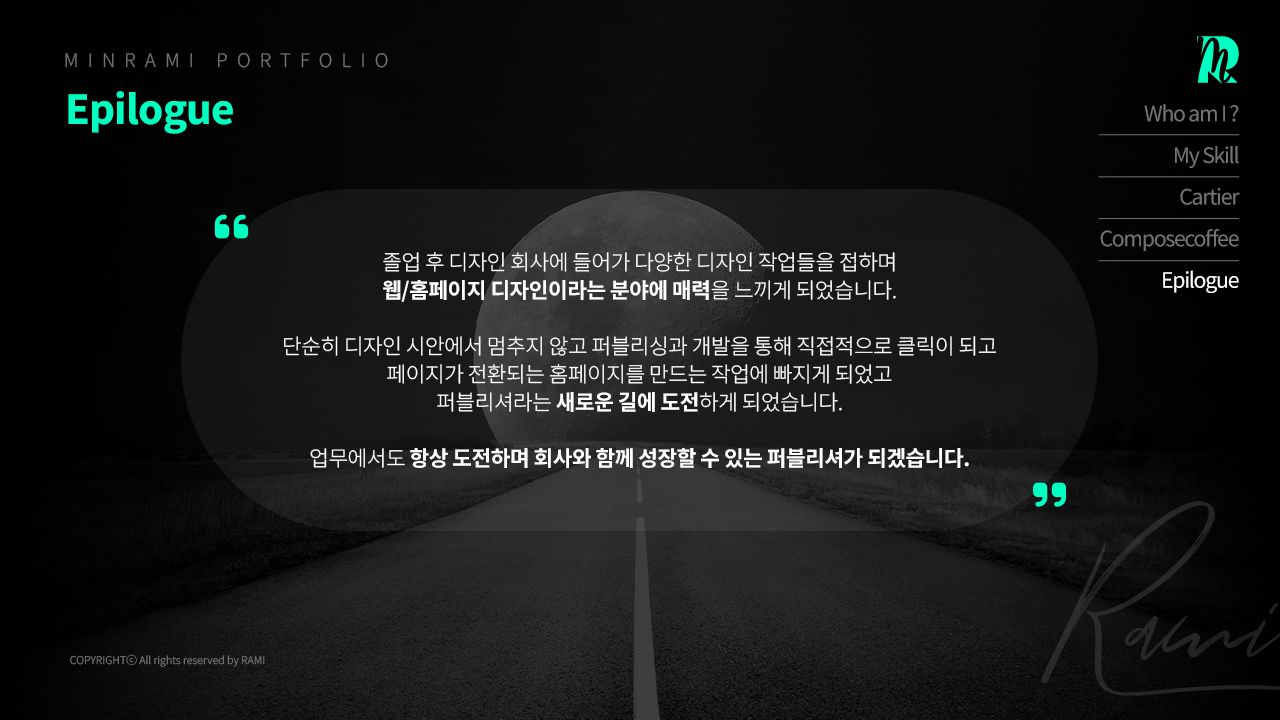 MINRAMI PORTFOLIO
Epilogue
Who am I ?
My Skill
Cartier
Composecoffee
Epilogue
“
졸업 후 디자인 회사에 들어가 다양한 디자인 작업들을 접하며
웹/홈페이지 디자인이라는 분야에 매력을 느끼게 되었습니다.
단순히 디자인 시안에서 멈추지 않고 퍼블리싱과 개발을 통해 직접적으로 클릭이 되고
페이지가 전환되는 홈페이지를 만드는 작업에 빠지게 되었고
퍼블리셔라는 새로운 길에 도전하게 되었습니다.
업무에서도 항상 도전하며 회사와 함께 성장할 수 있는 퍼블리셔가 되겠습니다.
”
Rami
COPYRIGHTⓒ All rights reserved by RAMI